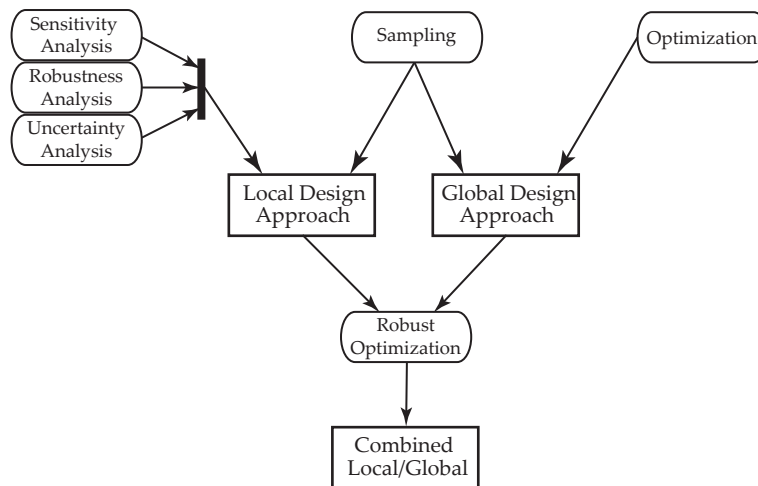 Sensitivity
Analysis
Robustness
Analysis
Uncertainty
Analysis
Sampling
Optimization
Local Design
Approach
Global Design
Approach
Robust
Optimization
Combined
Local/Global